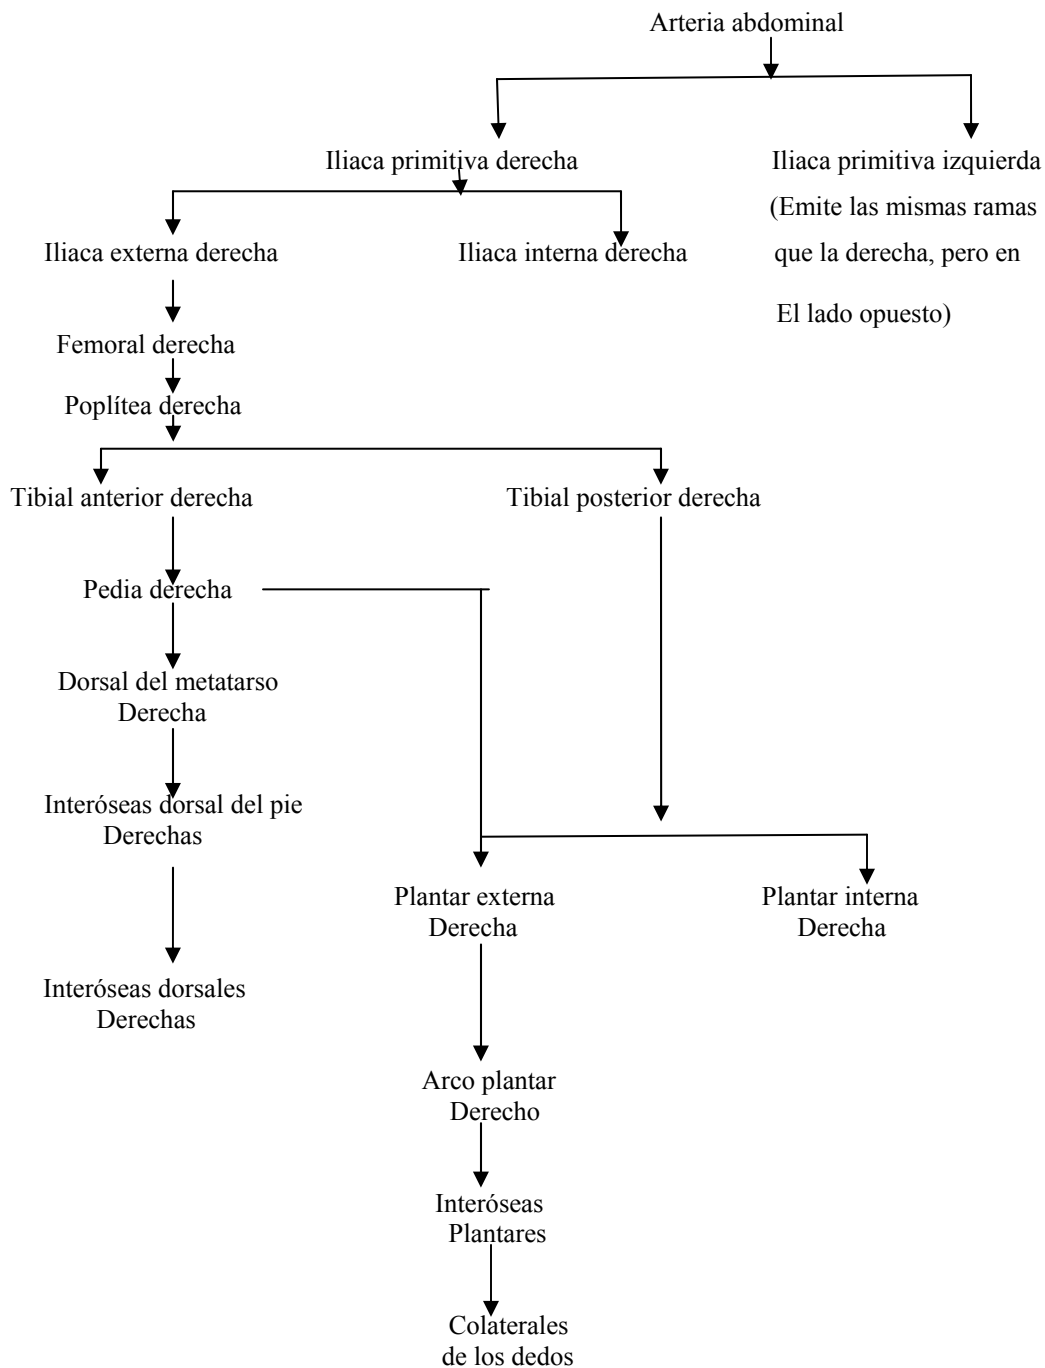 Arteria abdominal
Iliaca primitiva derecha
Iliaca primitiva izquierda
(Emite las mismas ramas
que la derecha, pero en
El lado opuesto)
Iliaca externa derecha
Iliaca interna derecha
Femoral derecha
Poplítea derecha
Tibial anterior derecha
Tibial posterior derecha
Pedia derecha
Dorsal del metatarso
Derecha
Interóseas dorsal del pie
Derechas
Interóseas dorsales
Derechas
Plantar externa
Derecha
Plantar interna
Derecha
Arco plantar
Derecho
Interóseas
Plantares
Colaterales
de los dedos